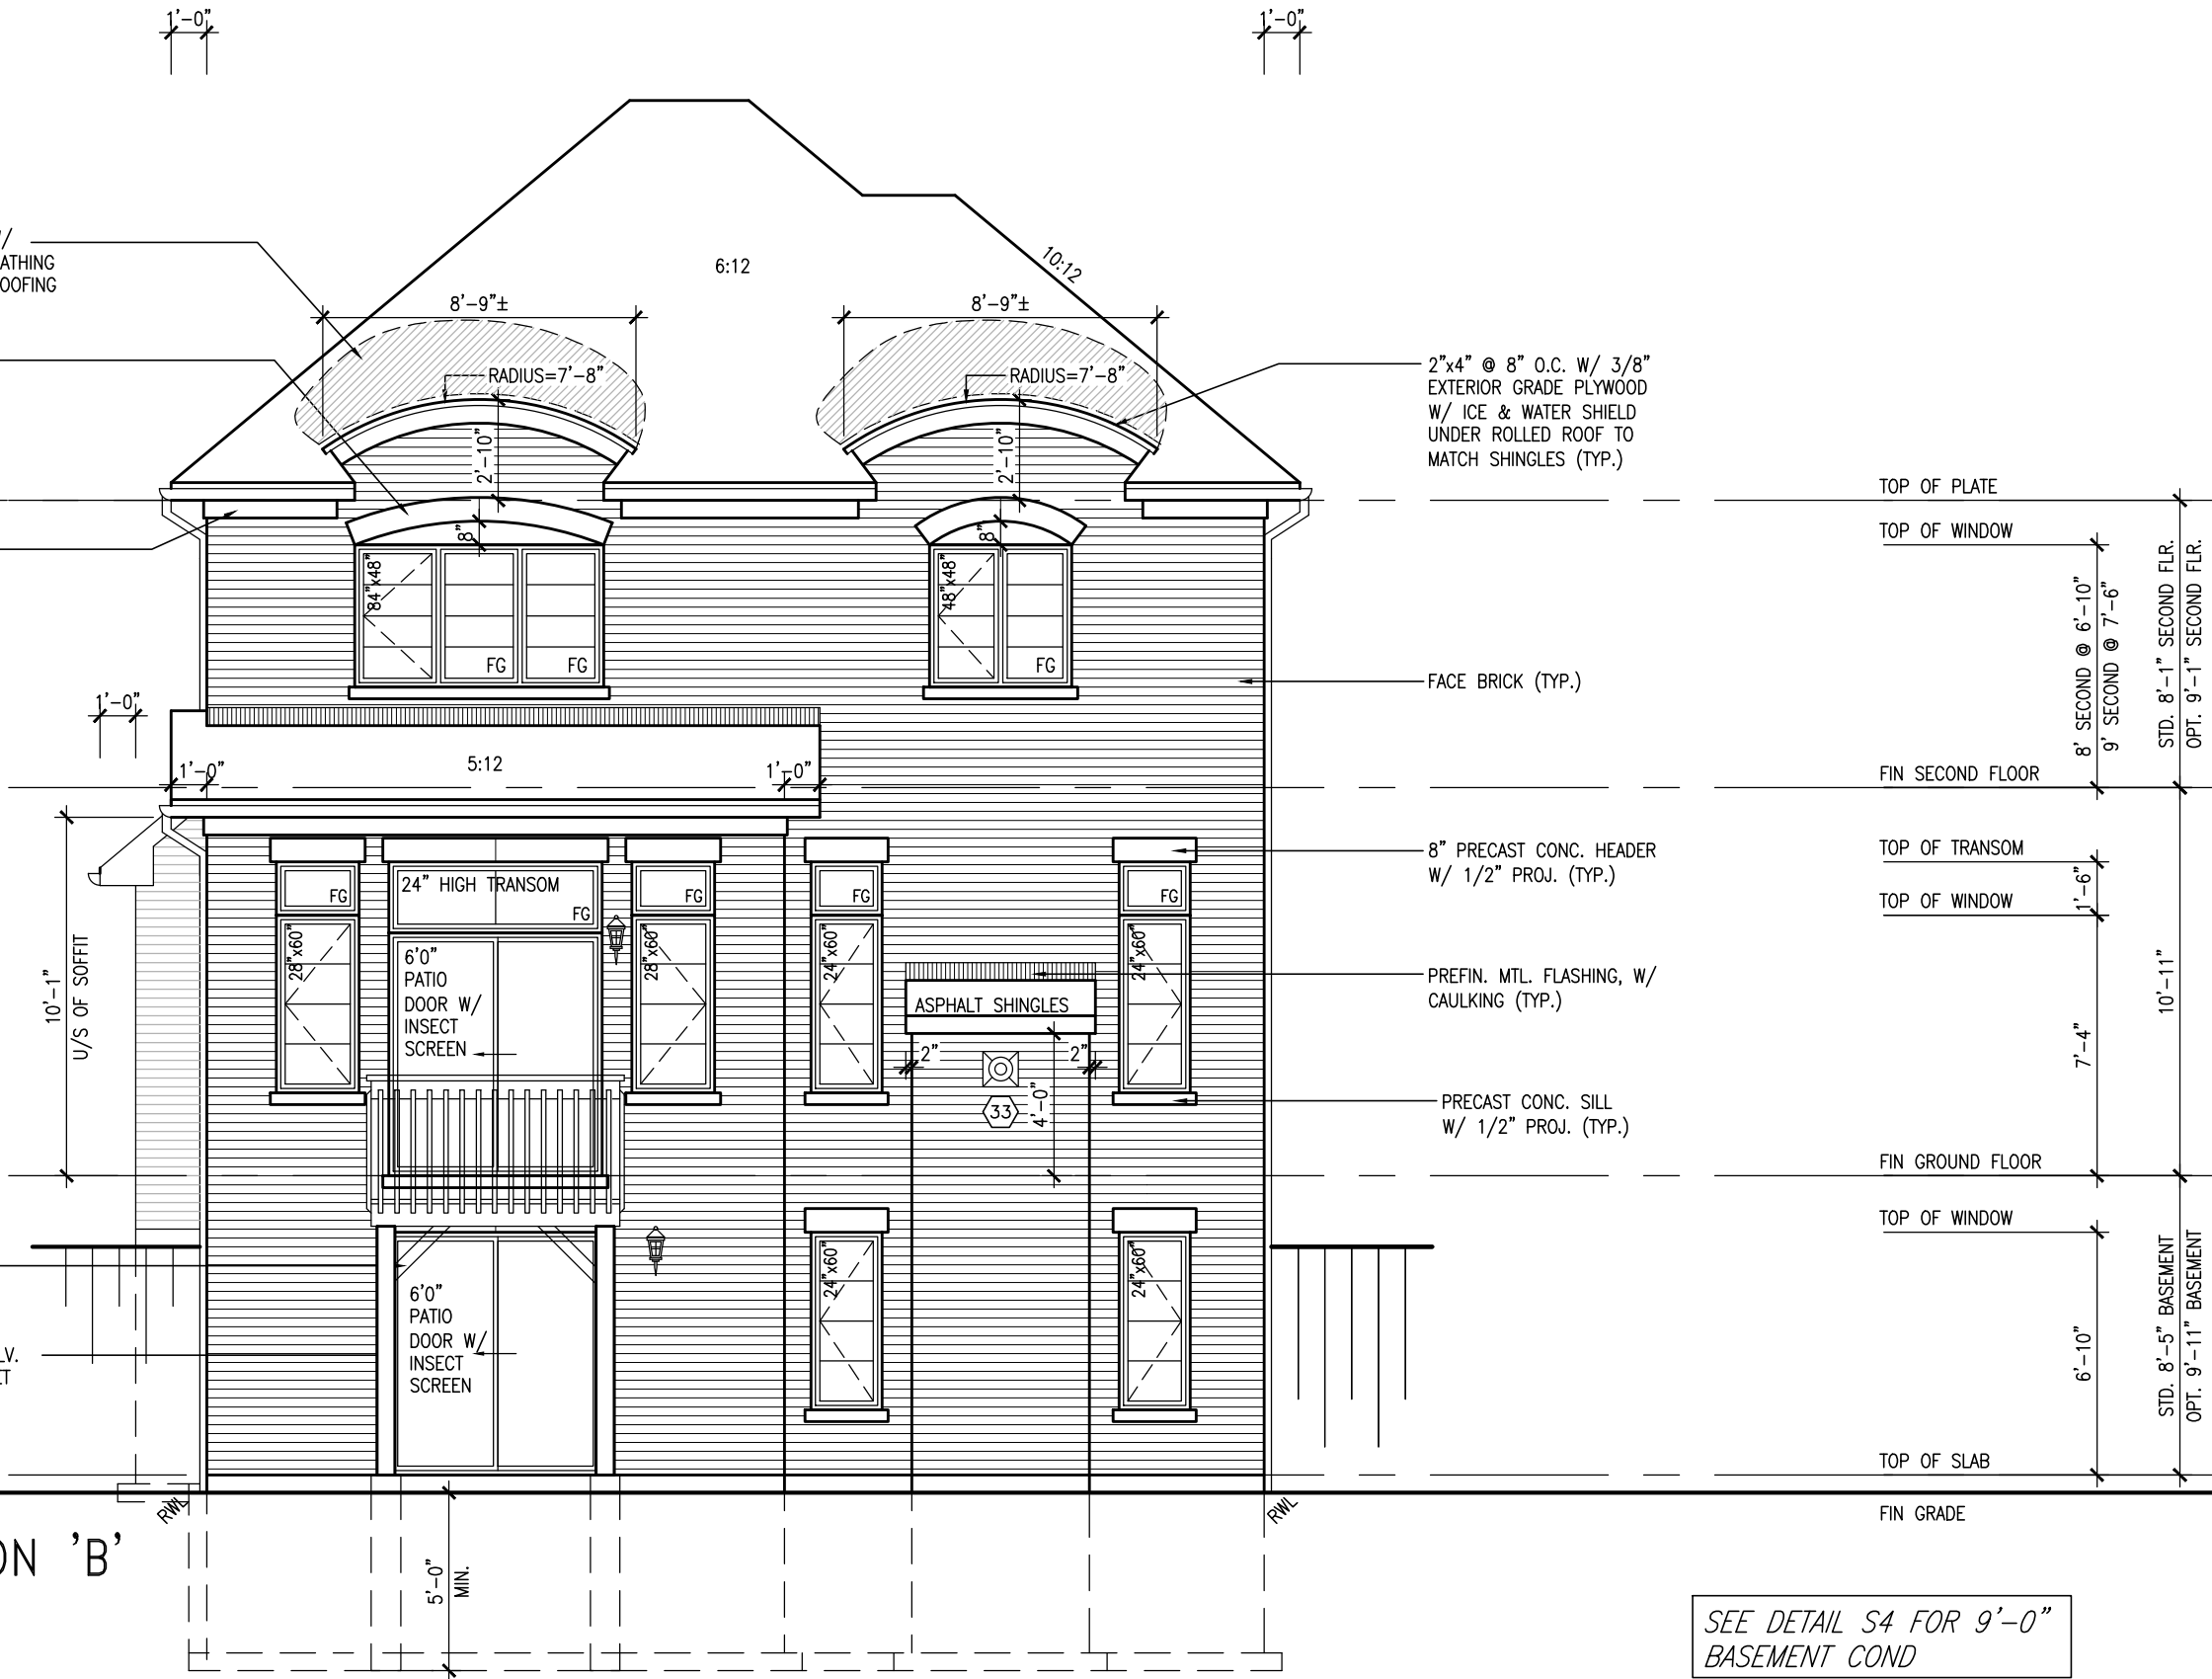 1'-0"
1'-0"
6:12
10:12
8'-9"±
8'-9"±
RADIUS=7'-8"
RADIUS=7'-8"
2'-10"
2'-10"
8"
8"
W/
ATHING
OOFING
2"x4" @ 8" O.C. W/ 3/8"
EXTERIOR GRADE PLYWOOD
W/ ICE & WATER SHIELD
UNDER ROLLED ROOF TO
MATCH SHINGLES (TYP.)
TOP OF PLATE
TOP OF WINDOW
84"x48"
FG
FG
48"x48"
FG
FACE BRICK (TYP.)
8' SECOND @ 6'-10"
9' SECOND @ 7'-6"
STD. 8'-1" SECOND FLR.
OPT. 9'-1" SECOND FLR.
1'-0"
1'-0"
5:12
1'-0"
FIN SECOND FLOOR
TOP OF TRANSOM
TOP OF WINDOW
1'-6"
7'-4"
10'-11"
8" PRECAST CONC. HEADER
W/ 1/2" PROJ. (TYP.)
PREFIN. MTL. FLASHING, W/
CAULKING (TYP.)
PRECAST CONC. SILL
W/ 1/2" PROJ. (TYP.)
10'-1"
U/S OF SOFFIT
FG
28"x60"
24" HIGH TRANSOM
FG
6'0"
PATIO
DOOR W/
INSECT
SCREEN
FG
28"x60"
FG
24"x60"
FG
24"x60"
ASPHALT SHINGLES
2"
2"
33
4'-0"
FIN GROUND FLOOR
TOP OF WINDOW
24"x60"
24"x60"
6'0"
PATIO
DOOR W/
INSECT
SCREEN
LV.
ET
6'-10"
STD. 8'-5" BASEMENT
OPT. 9'-11" BASEMENT
TOP OF SLAB
FIN GRADE
RWL
RWL
5'-0"
MIN.
ON 'B'
SEE DETAIL S4 FOR 9'-0"
BASEMENT COND